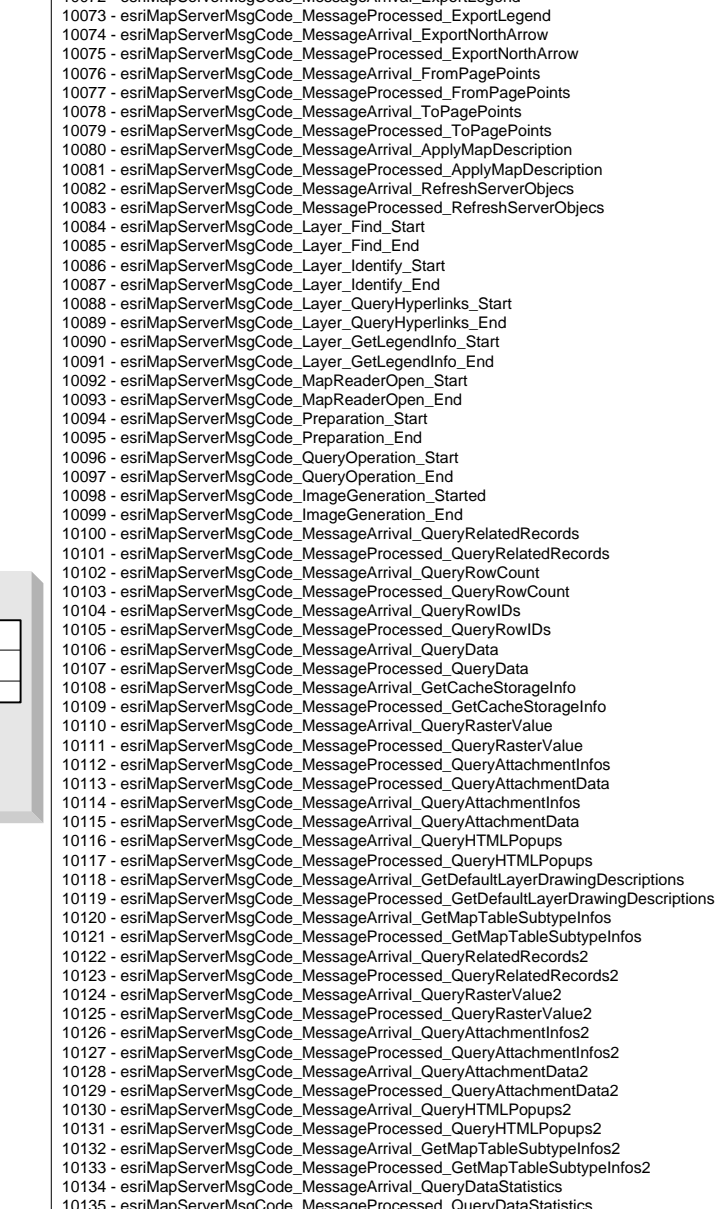 10073 - esriMapServerMsgCode_MessageProcessed_ExportLegend
10074 - esriMapServerMsgCode_MessageArrival_ExportNorthArrow
10075 - esriMapServerMsgCode_MessageProcessed_ExportNorthArrow
10076 - esriMapServerMsgCode_MessageArrival_FromPagePoints
10077 - esriMapServerMsgCode_MessageProcessed_FromPagePoints
10078 - esriMapServerMsgCode_MessageArrival_ToPagePoints
10079 - esriMapServerMsgCode_MessageProcessed_ToPagePoints
10080 - esriMapServerMsgCode_MessageArrival_ApplyMapDescription
10081 - esriMapServerMsgCode_MessageProcessed_ApplyMapDescription
10082 - esriMapServerMsgCode_MessageArrival_RefreshServerObjecs
10083 - esriMapServerMsgCode_MessageProcessed_RefreshServerObjecs
10084 - esriMapServerMsgCode_Layer_Find_Start
10085 - esriMapServerMsgCode_Layer_Find_End
10086 - esriMapServerMsgCode_Layer_Identify_Start
10087 - esriMapServerMsgCode_Layer_Identify_End
10088 - esriMapServerMsgCode_Layer_QueryHyperlinks_Start
10089 - esriMapServerMsgCode_Layer_QueryHyperlinks_End
10090 - esriMapServerMsgCode_Layer_GetLegendInfo_Start
10091 - esriMapServerMsgCode_Layer_GetLegendInfo_End
10092 - esriMapServerMsgCode_MapReaderOpen_Start
10093 - esriMapServerMsgCode_MapReaderOpen_End
10094 - esriMapServerMsgCode_Preparation_Start
10095 - esriMapServerMsgCode_Preparation_End
10096 - esriMapServerMsgCode_QueryOperation_Start
10097 - esriMapServerMsgCode_QueryOperation_End
10098 - esriMapServerMsgCode_ImageGeneration_Started
10099 - esriMapServerMsgCode_ImageGeneration_End
10100 - esriMapServerMsgCode_MessageArrival_QueryRelatedRecords
10101 - esriMapServerMsgCode_MessageProcessed_QueryRelatedRecords
10102 - esriMapServerMsgCode_MessageArrival_QueryRowCount
10103 - esriMapServerMsgCode_MessageProcessed_QueryRowCount
10104 - esriMapServerMsgCode_MessageArrival_QueryRowIDs
10105 - esriMapServerMsgCode_MessageProcessed_QueryRowIDs
10106 - esriMapServerMsgCode_MessageArrival_QueryData
10107 - esriMapServerMsgCode_MessageProcessed_QueryData
10108 - esriMapServerMsgCode_MessageArrival_GetCacheStorageInfo
10109 - esriMapServerMsgCode_MessageProcessed_GetCacheStorageInfo
10110 - esriMapServerMsgCode_MessageArrival_QueryRasterValue
10111 - esriMapServerMsgCode_MessageProcessed_QueryRasterValue
10112 - esriMapServerMsgCode_MessageProcessed_QueryAttachmentInfos
10113 - esriMapServerMsgCode_MessageProcessed_QueryAttachmentData
10114 - esriMapServerMsgCode_MessageArrival_QueryAttachmentInfos
10115 - esriMapServerMsgCode_MessageArrival_QueryAttachmentData
10116 - esriMapServerMsgCode_MessageArrival_QueryHTMLPopups
10117 - esriMapServerMsgCode_MessageProcessed_QueryHTMLPopups
10118 - esriMapServerMsgCode_MessageArrival_GetDefaultLayerDrawingDescriptions
10119 - esriMapServerMsgCode_MessageProcessed_GetDefaultLayerDrawingDescriptions
10120 - esriMapServerMsgCode_MessageArrival_GetMapTableSubtypeInfos
10121 - esriMapServerMsgCode_MessageProcessed_GetMapTableSubtypeInfos
10122 - esriMapServerMsgCode_MessageArrival_QueryRelatedRecords2
10123 - esriMapServerMsgCode_MessageProcessed_QueryRelatedRecords2
10124 - esriMapServerMsgCode_MessageArrival_QueryRasterValue2
10125 - esriMapServerMsgCode_MessageProcessed_QueryRasterValue2
10126 - esriMapServerMsgCode_MessageArrival_QueryAttachmentInfos2
10127 - esriMapServerMsgCode_MessageProcessed_QueryAttachmentInfos2
10128 - esriMapServerMsgCode_MessageArrival_QueryAttachmentData2
10129 - esriMapServerMsgCode_MessageProcessed_QueryAttachmentData2
10130 - esriMapServerMsgCode_MessageArrival_QueryHTMLPopups2
10131 - esriMapServerMsgCode_MessageProcessed_QueryHTMLPopups2
10132 - esriMapServerMsgCode_MessageArrival_GetMapTableSubtypeInfos2
10133 - esriMapServerMsgCode_MessageProcessed_GetMapTableSubtypeInfos2
10134 - esriMapServerMsgCode_MessageArrival_QueryDataStatistics
10135 - esriMapServerMsgCode_MessageProcessed_QueryDataStatistics